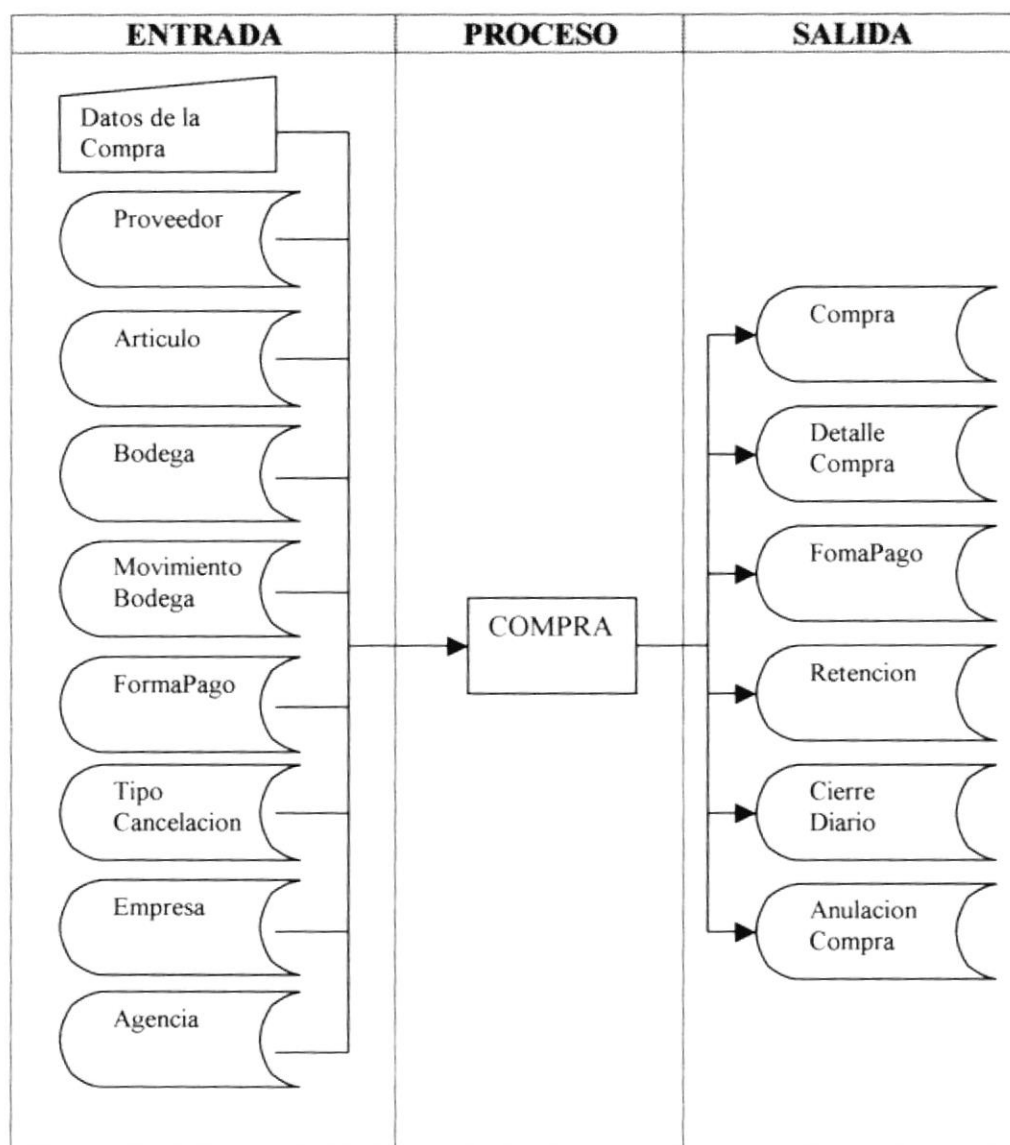 ENTRADA
PROCESO
SALIDA
Datos de la
Compra
Proveedor
Articulo
Bodega
Movimiento
Bodega
FormaPago
Tipo
Cancelacion
Empresa
Agencia
COMPRA
Compra
Detalle
Compra
FomaPago
Retencion
Cierre
Diario
Anulacion
Compra